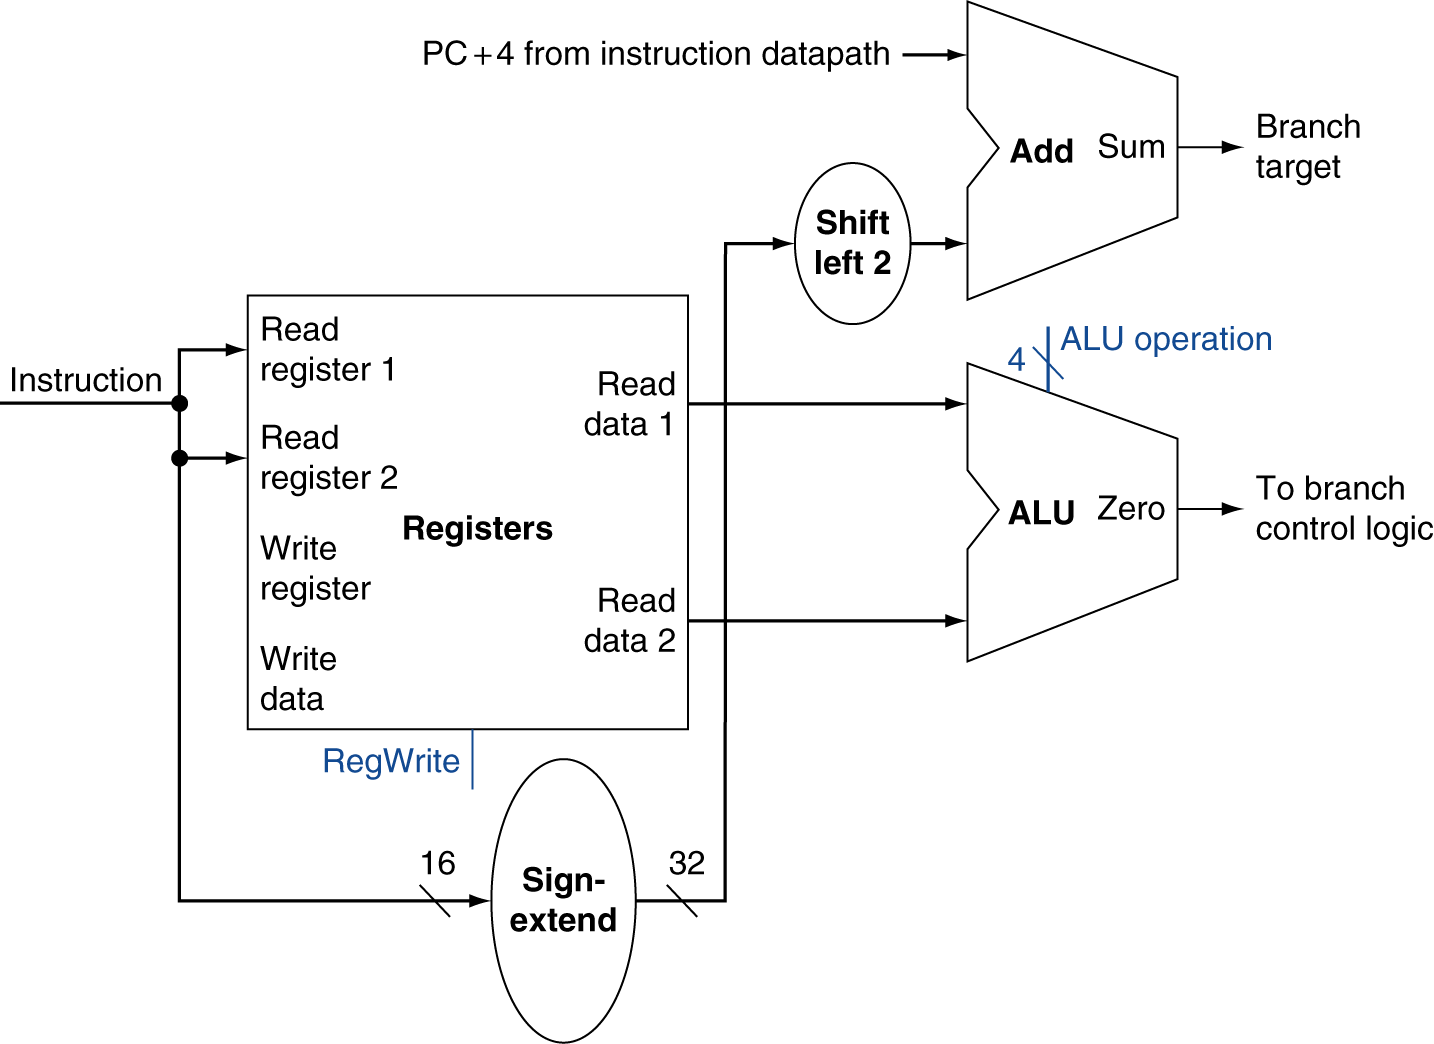 PC+4 from instruction datapath
Add Sum
Branch
target
Shift
left 2
ALU operation
4
Instruction
Read
register 1
Read
register 2
Write
register
Write
data
Registers
Read
data 1
Read
data 2
ALU Zero
To branch
control logic
RegWrite
16
Sign-
extend
32